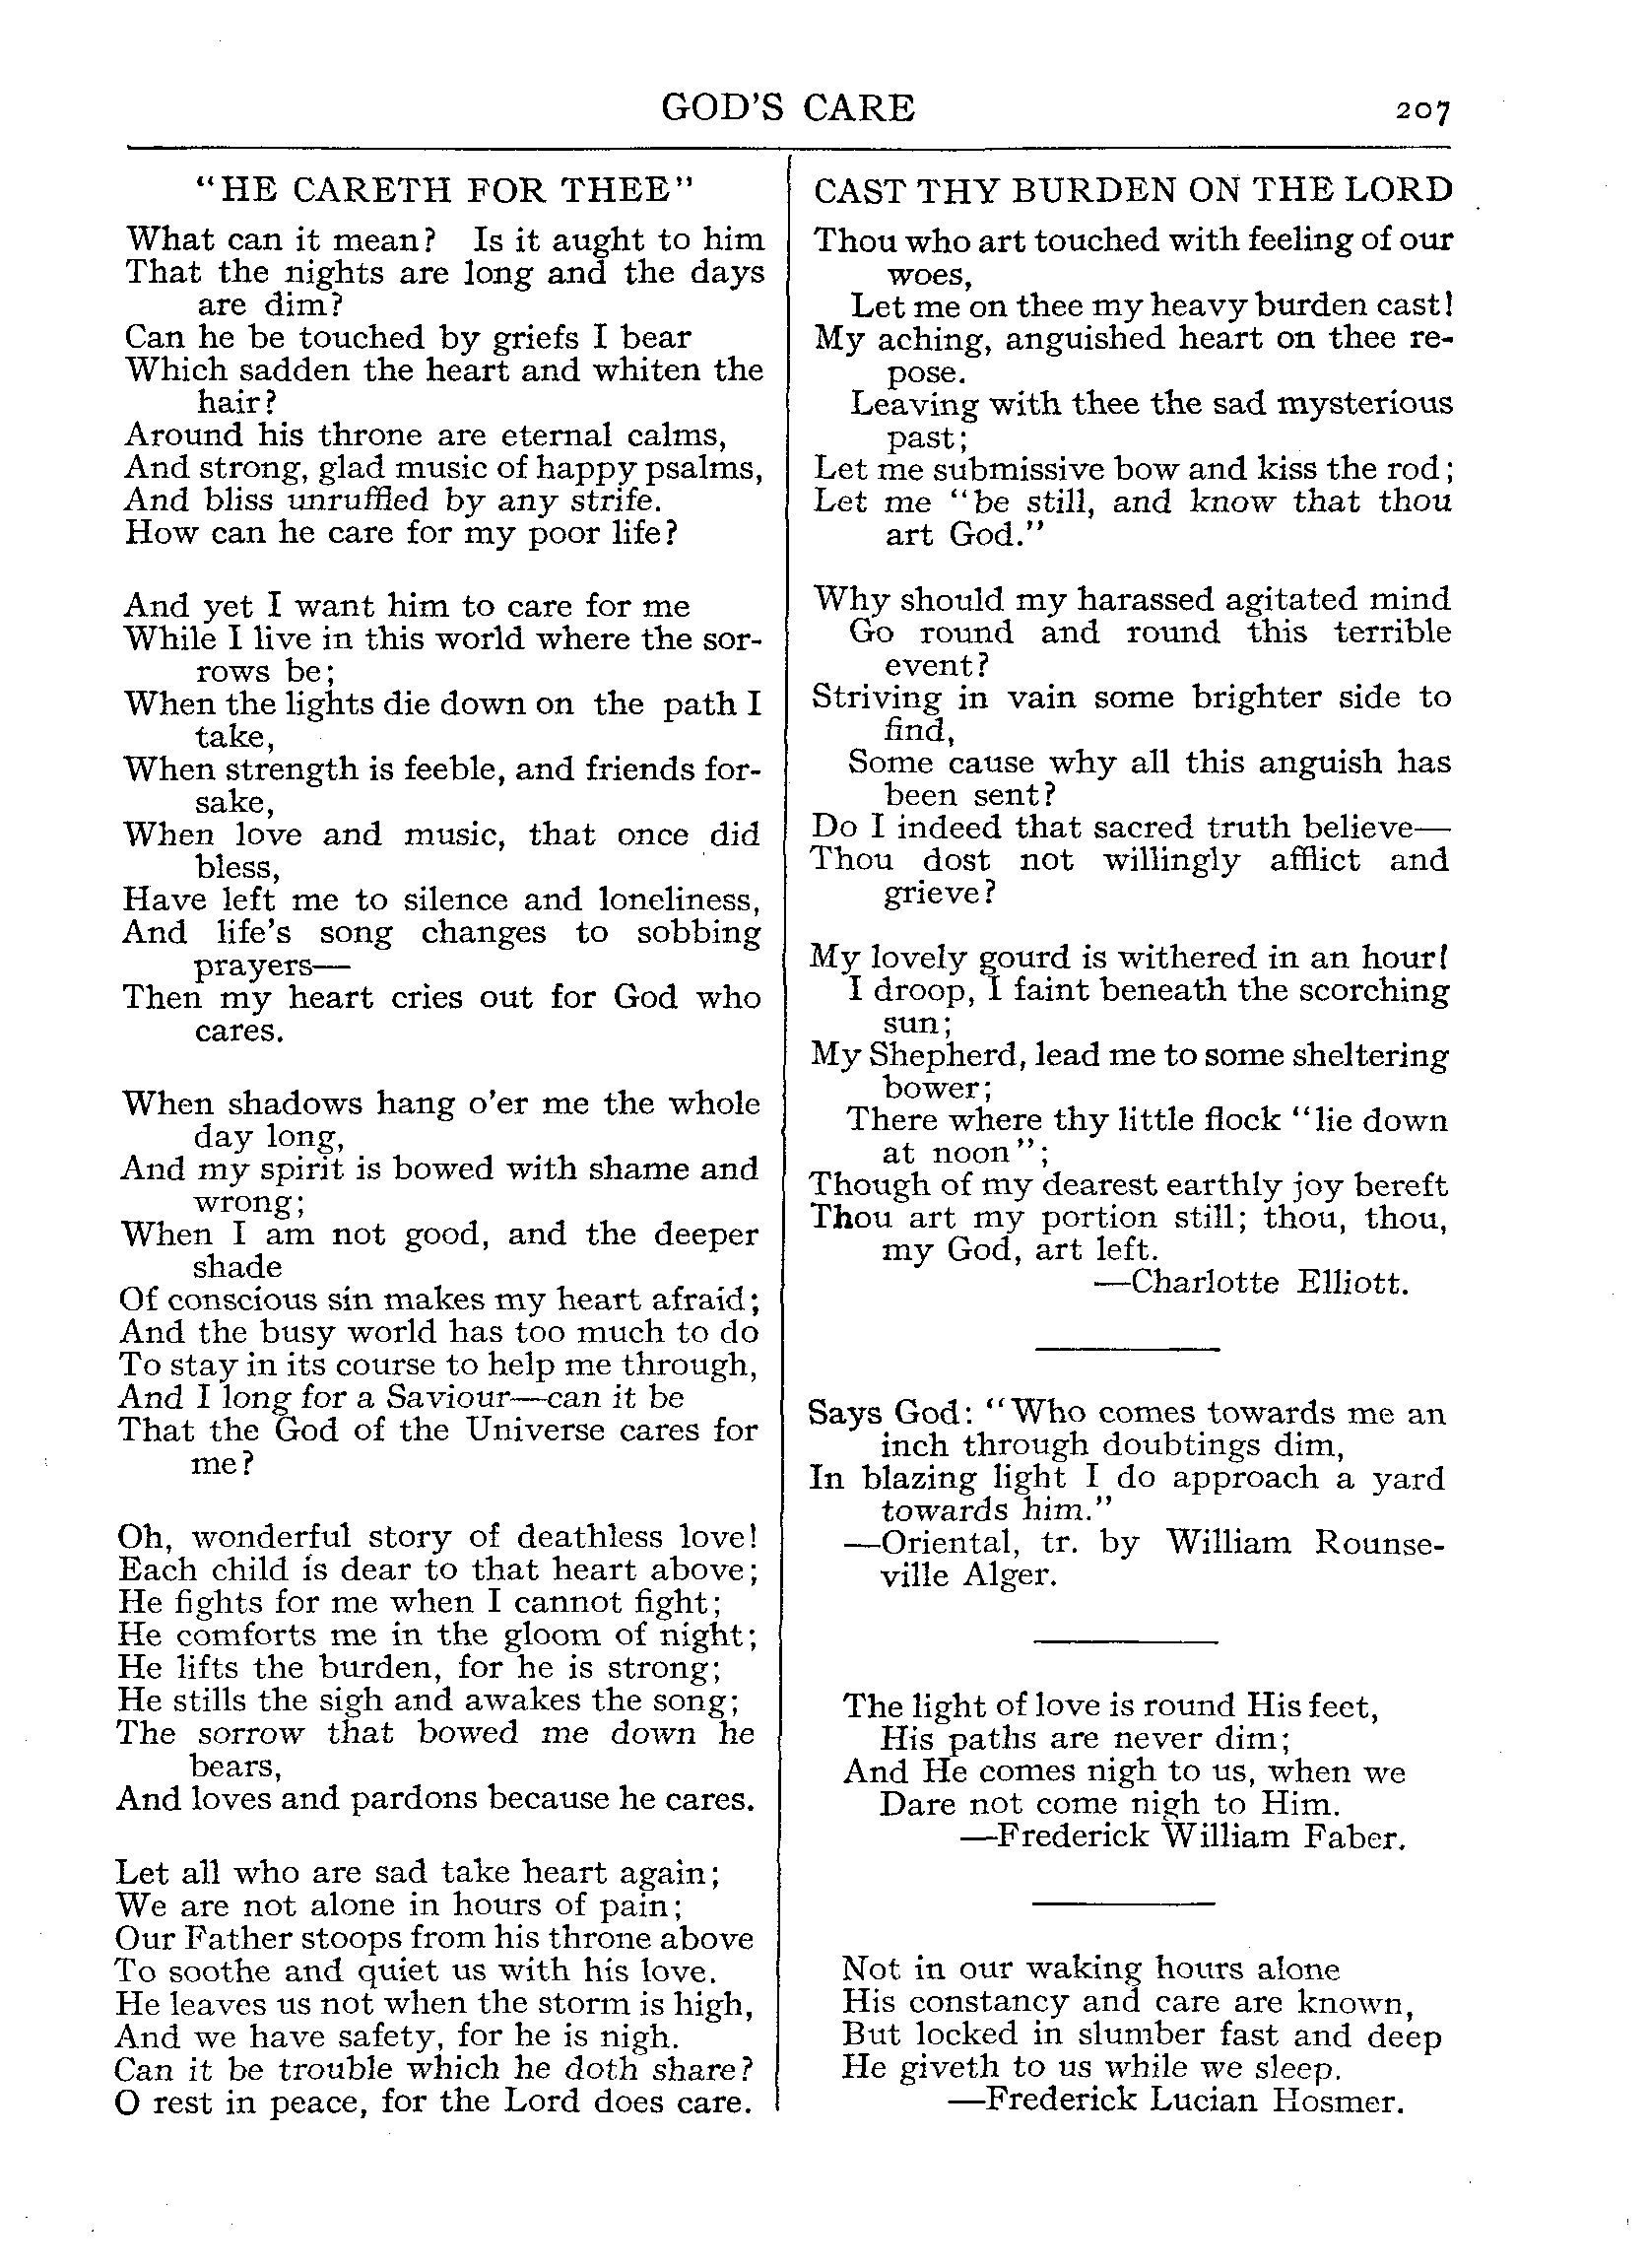 GOD'S CARE 207
"HE CARETH FOR THEE"
What can it mean? Is it aught to him
That the nights are long and the days
are dim?
Can he be touched by griefs I bear
Which sadden the heart and whiten the
hair?
Around his throne are eternal calms,
And strong, glad music of happy psalms,
And bliss unruffled by any strife.
How can he care for my poor life?
And yet I want him to care for me
While I live in this world where the sor-
rows be;
When the lights die down on the path I
take,
When strength is feeble, and friends for-
sake,
When love and music, that once did
bless,
Have left me to silence and loneliness,
And life's song changes to sobbing
prayers—
Then my heart cries out for God who
cares.
When shadows hang o'er me the whole
day long,
And my spirit is bowed with shame and
wrong;
When I am not good, and the deeper
shade
Of conscious sin makes my heart afraid;
And the busy world has too much to do
To stay in its course to help me through,
And I long for a Saviour—can it be
That the God of the Universe cares for
me?
Oh, wonderful story of deathless love!
Each child is dear to that heart above;
He fights for me when I cannot fight;
He comforts me in the gloom of night;
He lifts the burden, for he is strong;
He stills the sigh and awakes the song;
The sorrow that bowed me down he
bears,
And loves and pardons because he cares.
Let all who are sad take heart again;
We are not alone in hours of pain;
Our Father stoops from his throne above
To soothe and quiet us with his love.
He leaves us not when the storm is high,
And we have safety, for he is nigh.
Can it be trouble which he doth share?
O rest in peace, for the Lord does care.
CAST THY BURDEN ON THE LORD
Thou who art touched with feeling of our
woes,
Let me on thee my heavy burden cast!
My aching, anguished heart on thee re-
pose.
Leaving with thee the sad mysterious
past;
Let me submissive bow and kiss the rod;
Let me "be still, and know that thou
art God."
Why should my harassed agitated mind
Go round and round this terrible
event?
Striving in vain some brighter side to
find,
Some cause why all this anguish has
been sent?
Do I indeed that sacred truth believe—
Thou dost not willingly afflict and
grieve?
My lovely gourd is withered in an hour!
I droop, I faint beneath the scorching
sun;
My Shepherd, lead me to some sheltering
bower;
There where thy little flock "lie down
at noon";
Though of my dearest earthly joy bereft
Thou art my portion still; thou, thou,
my God, art left.
—Charlotte Elliott.
Says God: "Who comes towards me an
inch through doubtings dim,
In blazing light I do approach a yard
towards him."
—Oriental, tr. by William Rounse-
ville Alger.
The light of love is round His feet,
His paths are never dim;
And He comes nigh to us, when we
Dare not come nigh to Him.
—Frederick William Faber.
Not in our waking hours alone
His constancy and care are known,
But locked in slumber fast and deep
He giveth to us while we sleep.
—Frederick Lucian Hosmer.